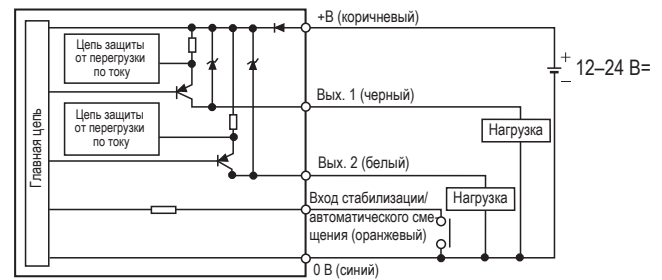 +В (коричневый)
Цепь защиты
от перегрузки
по току
+
12–24 В=
–
Вых. 1 (черный)
Цепь защиты
от перегрузки
по току
Нагрузка
Главная цепь
Вых. 2 (белый)
Вход стабилизации/
автоматического сме-
щения (оранжевый)
Нагрузка
0 В (синий)